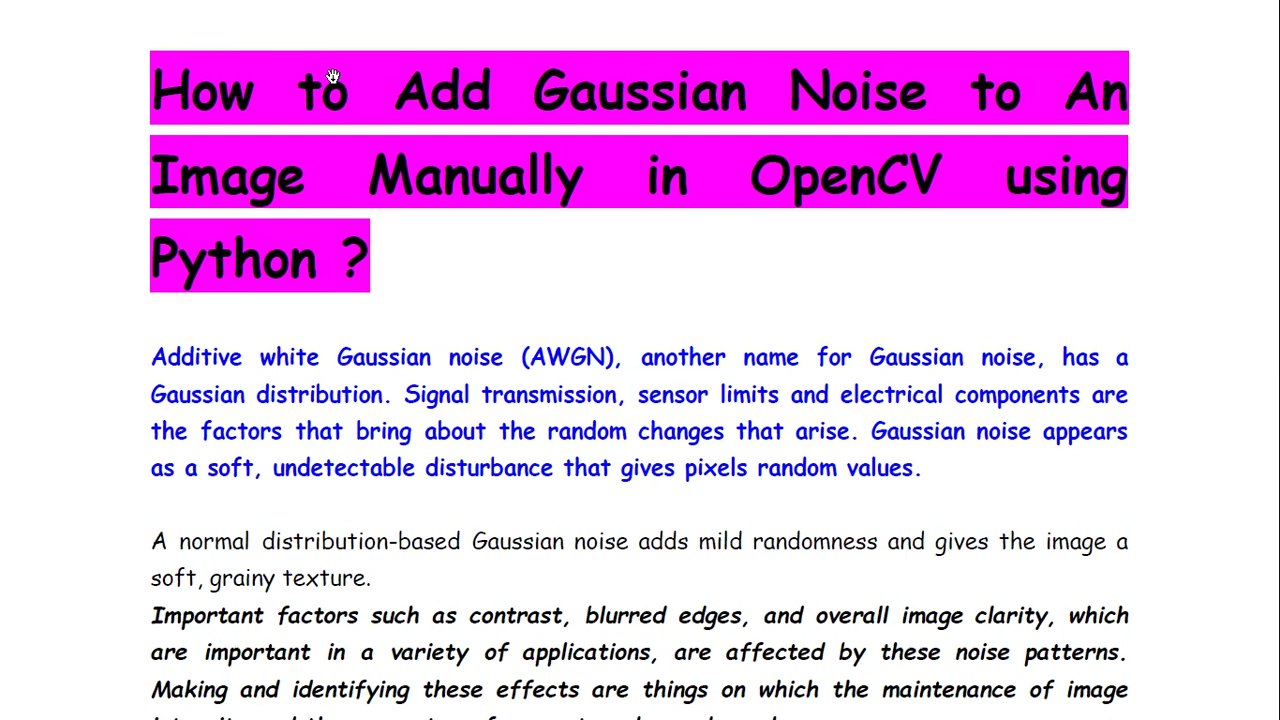 How to Add Gaussian Noise to An
Image Manually in OpenCV using
Python ?
Additive white Gaussian noise (AWGN), another name for Gaussian noise, has a
Gaussian distribution. Signal transmission, sensor limits and electrical components are
the factors that bring about the random changes that arise. Gaussian noise appears
as a soft, undetectable disturbance that gives pixels random values.
A normal distribution-based Gaussian noise adds mild randomness and gives the image a
soft, grainy texture.
Important factors such as contrast, blurred edges, and overall image clarity, which
are important in a variety of applications, are affected by these noise patterns.
Making and identifying these effects are things on which the maintenance of image